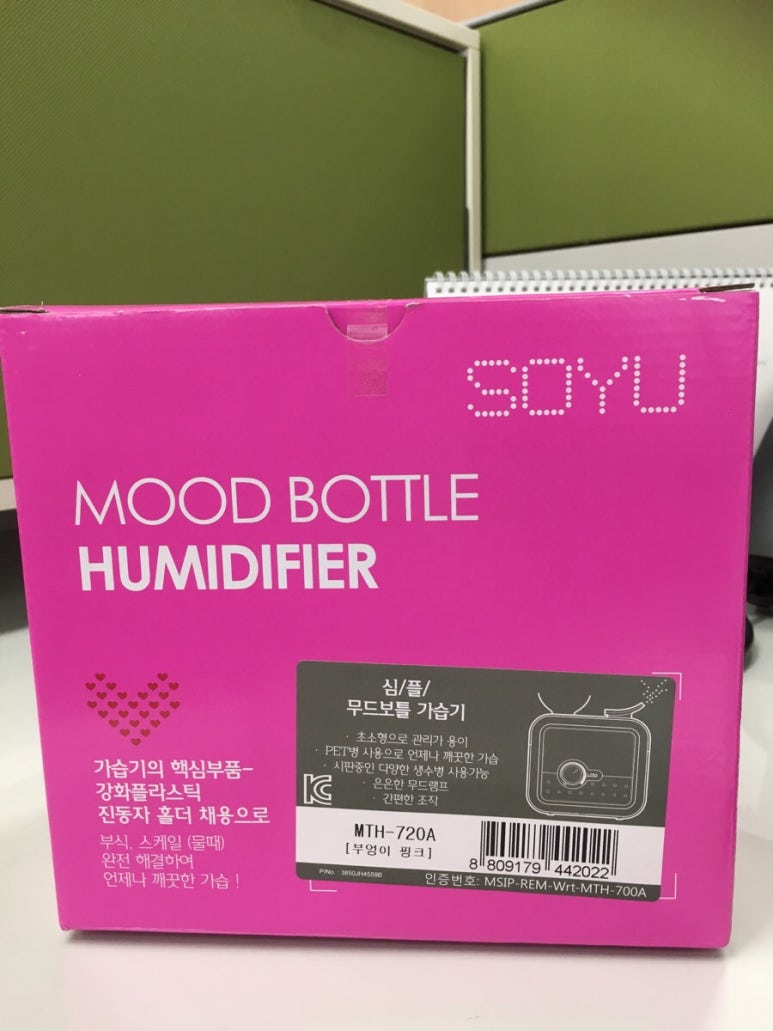 SOYU
MOOD BOTTLE
HUMIDIFIER
가습기의 핵심부품-
강화플라스틱
진동자 홀더 채용으로
부식, 스케일 (물때)
완전 해결하여
언제나 깨끗한 가습 !
심/플/
무드보틀 가습기
· 초소형으로 관리가 용이
· PET병 사용으로 언제나 깨끗한 가습
· 시판중인 다양한 생수병 사용가능
· 은은한 무드램프
· 간편한 조작
MTH-720A
[부엉이 핑크]
8 809179 442022
P/No. : 3850JH4559B
인증번호: MSIP-REM-Wrt-MTH-700A